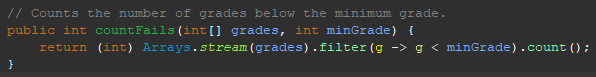 // Counts the number of grades below the minimum grade.
public int countFails(int[] grades, int minGrade) {
    return (int) Arrays.stream(grades).filter(g -> g < minGrade).count();
}